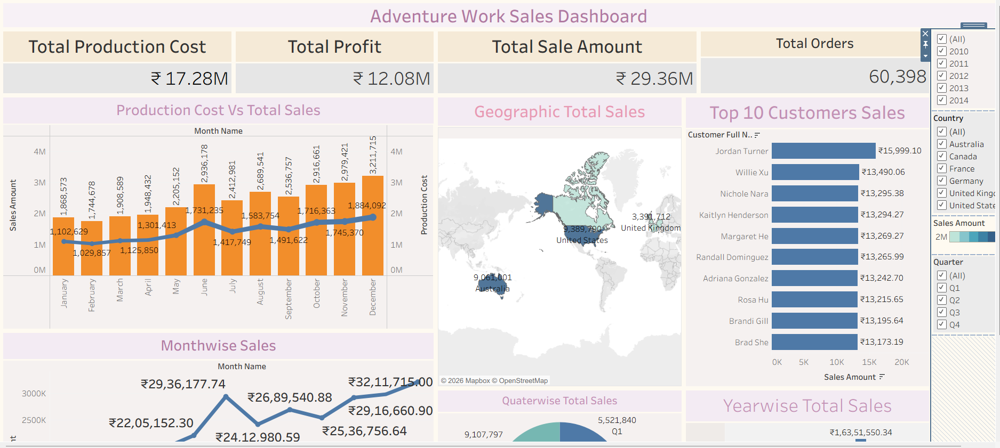 Adventure Work Sales Dashboard
Total Production Cost
₹ 17.28M
Total Profit
₹ 12.08M
Total Sale Amount
₹ 29.36M
Total Orders
60,398
(All)
2010
2011
2012
2013
2014
Country
(All)
Australia
Canada
France
Germany
United Kingc
United State
Sales Amount
2M
Quarter
(All)
Q1
Q2
Q3
Q4
Production Cost Vs Total Sales
Month Name
Sales Amount
4M
3M
2M
1M
0M
1,868,573
1,744,678
1,908,589
1,948,432
2,205,152
2,936,178
2,412,981
2,689,541
2,536,757
2,916,661
2,979,421
3,211,715
1,102,629
1,029,857
1,125,850
1,301,413
1,731,235
1,417,749
1,583,754
1,491,622
1,716,363
1,745,370
1,884,092
4M
3M
2M
1M
0M
Production Cost
January
February
March
April
May
June
July
August
September
October
November
December
Geographic Total Sales
3,391,712
United Kingdom
9,389,790
United States
9,061,001
Australia
© 2026 Mapbox © OpenStreetMap
Top 10 Customers Sales
Customer Full N..
Jordan Turner ₹15,999.10
Willie Xu ₹13,490.06
Nichole Nara ₹13,295.38
Kaitlyn Henderson ₹13,294.27
Margaret He ₹13,269.27
Randall Dominguez ₹13,265.99
Adriana Gonzalez ₹13,242.70
Rosa Hu ₹13,215.65
Brandi Gill ₹13,195.64
Brad She ₹13,173.19
0K 5K 10K 15K 20K
Sales Amount
Monthwise Sales
Month Name
3000K
2500K
₹29,36,177.74
₹32,11,715.00
₹26,89,540.88
₹29,16,660.90
₹22,05,152.30
₹25,36,756.64
₹24,12,980.59
Quaterwise Total Sales
5,521,840
Q1
9,107,797
Yearwise Total Sales
₹1,63,51,550.34